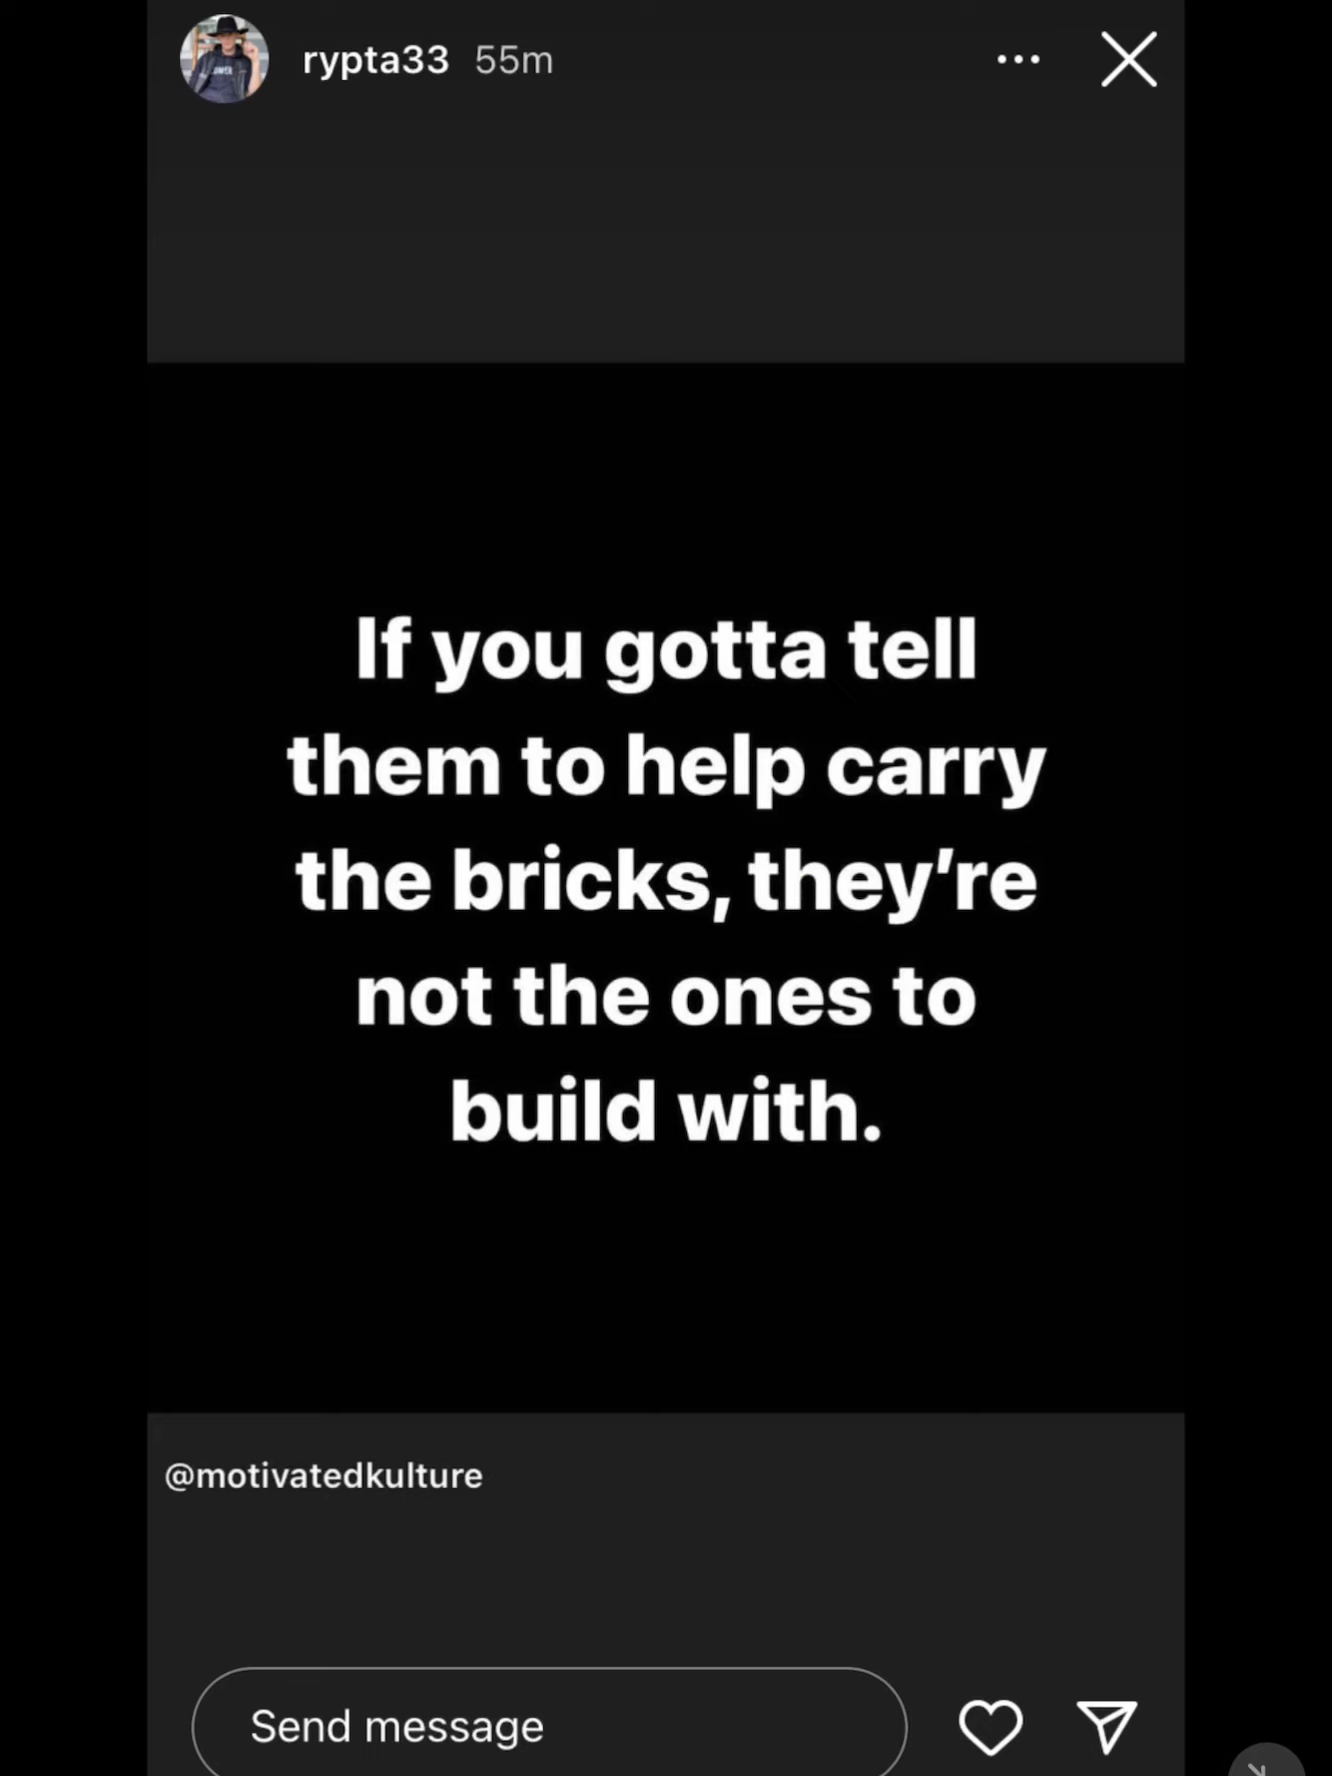 rypta33 55m
If you gotta tell
them to help carry
the bricks, they’re
not the ones to
build with.
@motivatedkulture
Send message